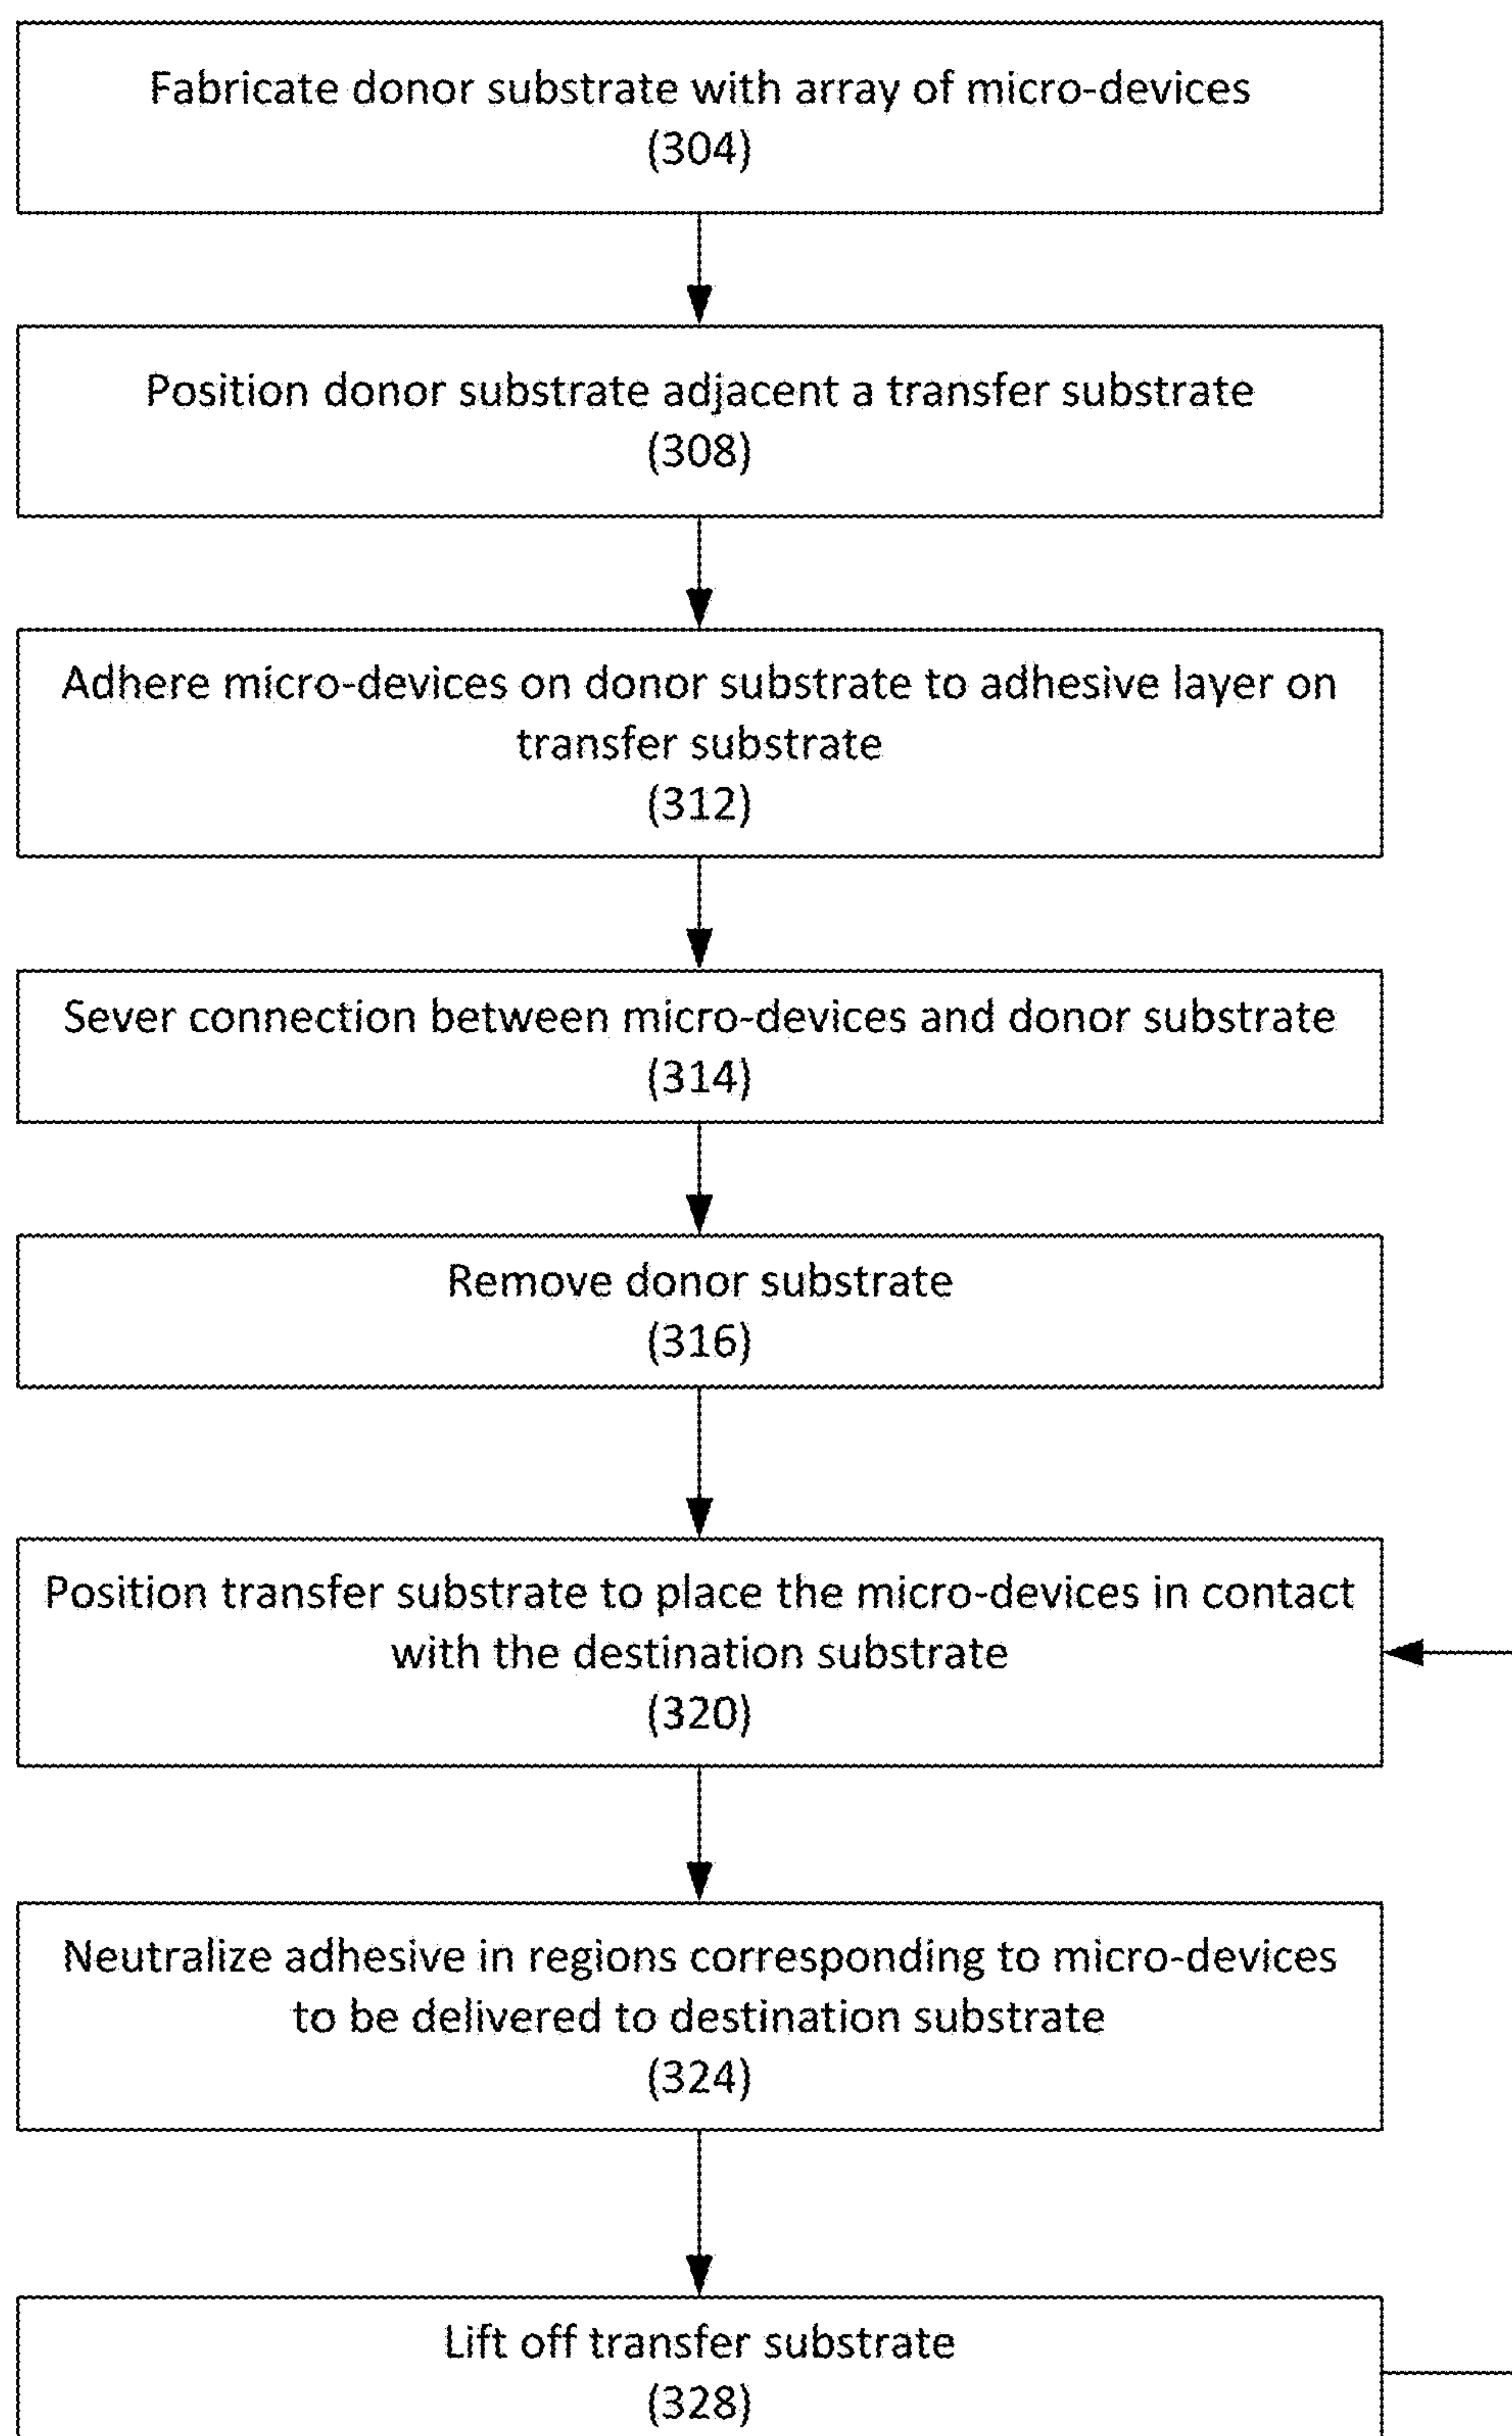 Fabricate donor substrate with array of micro-devices
(304)
Position donor substrate adjacent a transfer substrate
(308)
Adhere micro-devices on donor substrate to adhesive layer on
transfer substrate
(312)
Sever connection between micro-devices and donor substrate
(314)
Remove donor substrate
(316)
Position transfer substrate to place the micro-devices in contact
with the destination substrate
(320)
Neutralize adhesive in regions corresponding to micro-devices
to be delivered to destination substrate
(324)
Lift off transfer substrate
(328)